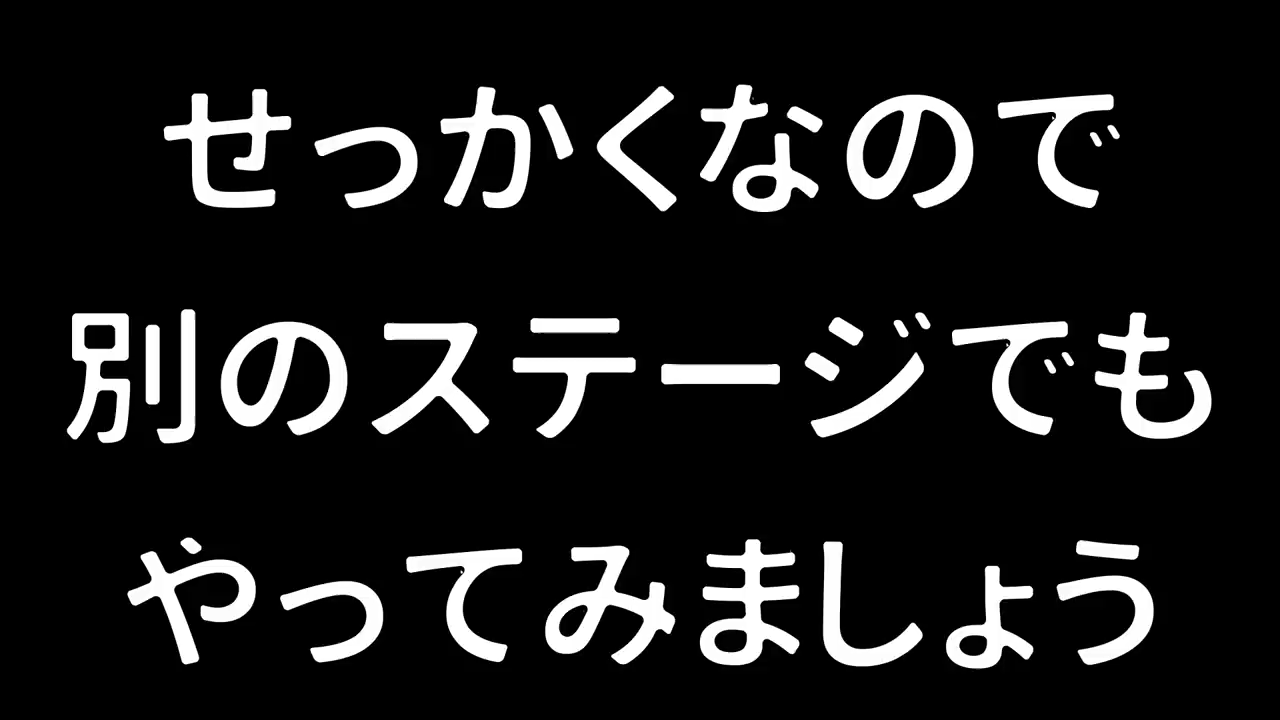 せっかくなので
別のステージでも
やってみましょう